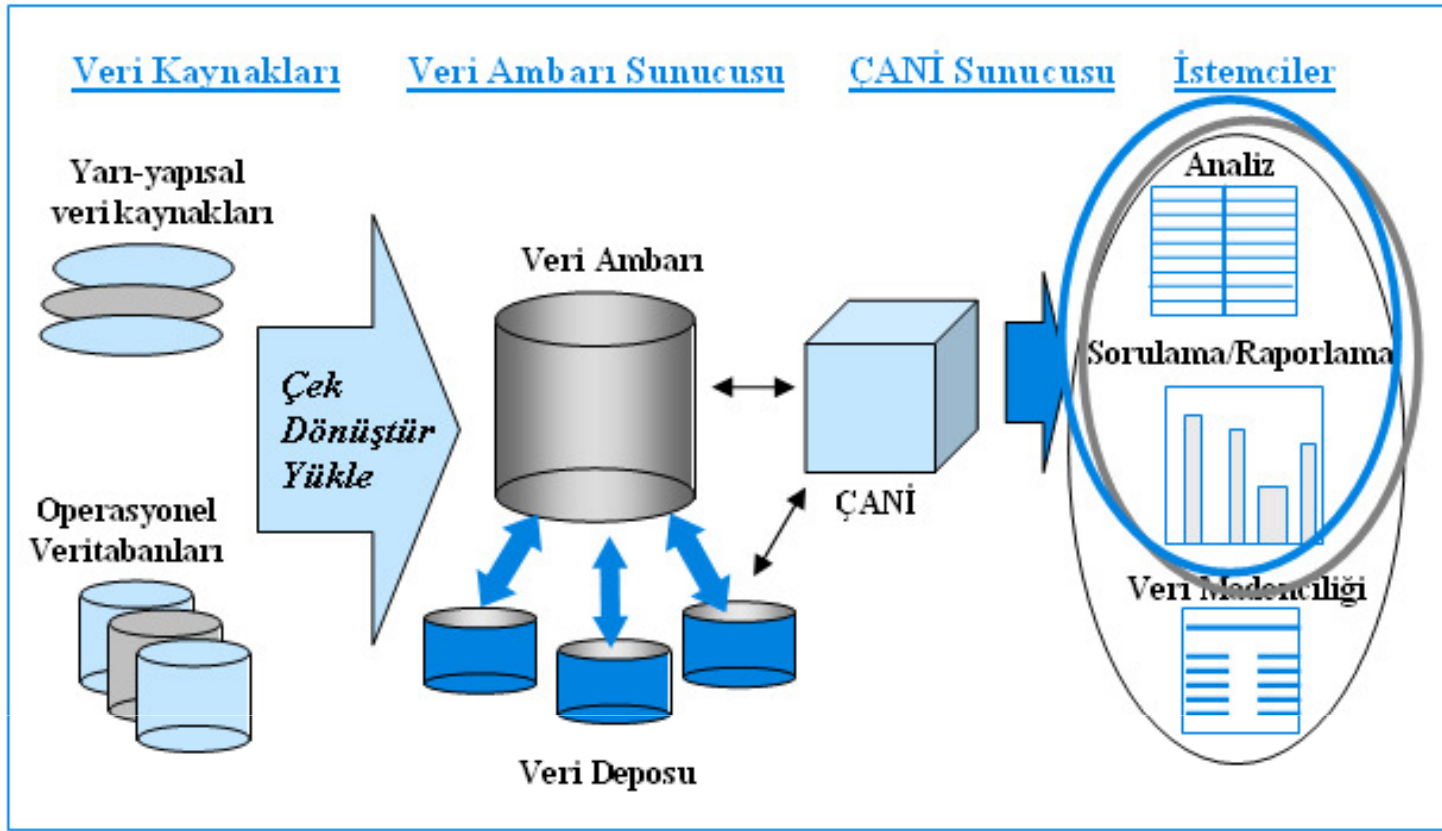 Veri Kaynakları
Veri Ambarı Sunucusu
ÇANİ Sunucusu
İstemciler
Yarı-yapısal
veri kaynakları
Operasyonel
Veritabanları
Çek
Dönüştür
Yükle
Veri Ambarı
Veri Deposu
ÇANİ
Analiz
Sorulama/Raporlama
Veri Madenciliği